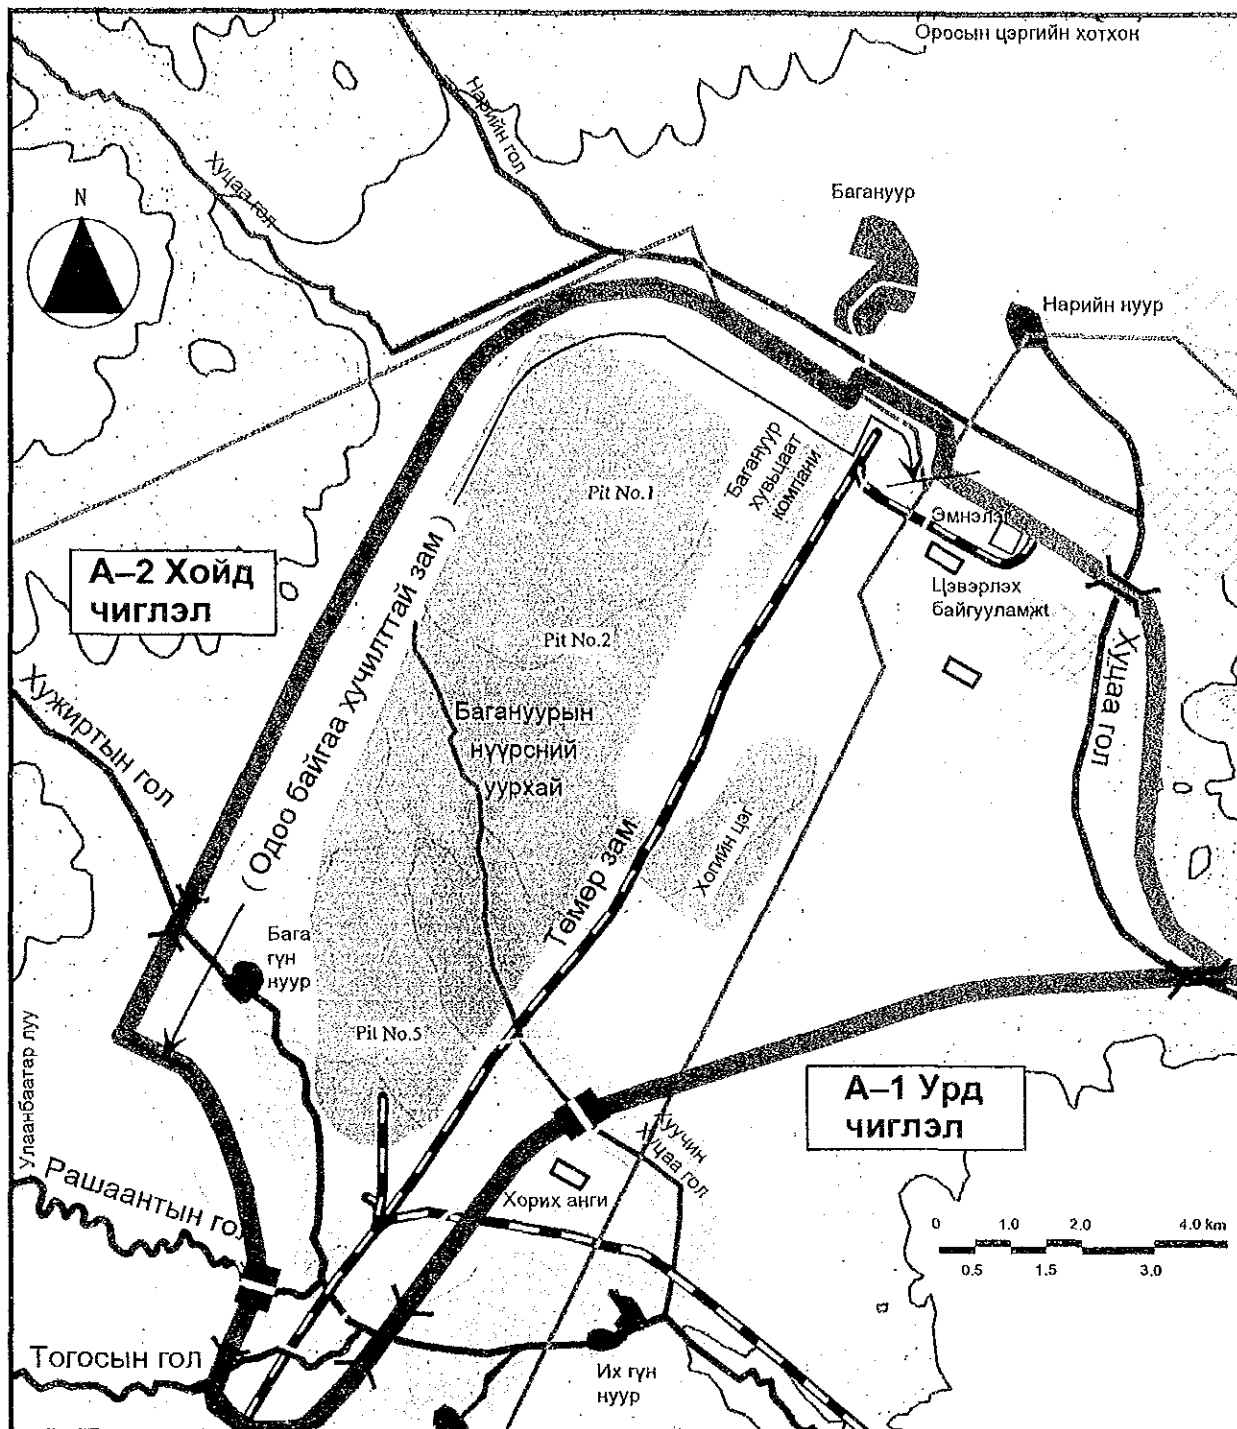 Оросын цэргийн хотхон
Нарийн гол
Хуцаа гол
N
Багануур
Нарийн нуур
Багануур
хувьцаат
компани
Pit No.1
Эмнэлэг
А–2 Хойд
чиглэл
(Одоо байгаа хучилттай зам)
Цэвэрлэх
байгууламжt
Pit No.2
Хуцаа гол
Хужиртын гол
Багануурын
нүүрсний
уурхай
Төмөр зам
Бага
гүн
нуур
Pit No.5
Улаанбаатар луу
А–1 Урд
чиглэл
Хуучин
Хуцаа гол
Рашаантын гол
Хорих анги
0 1.0 2.0 4.0 km
0.5 1.5 3.0
Тогосын гол
Их гүн
нуур